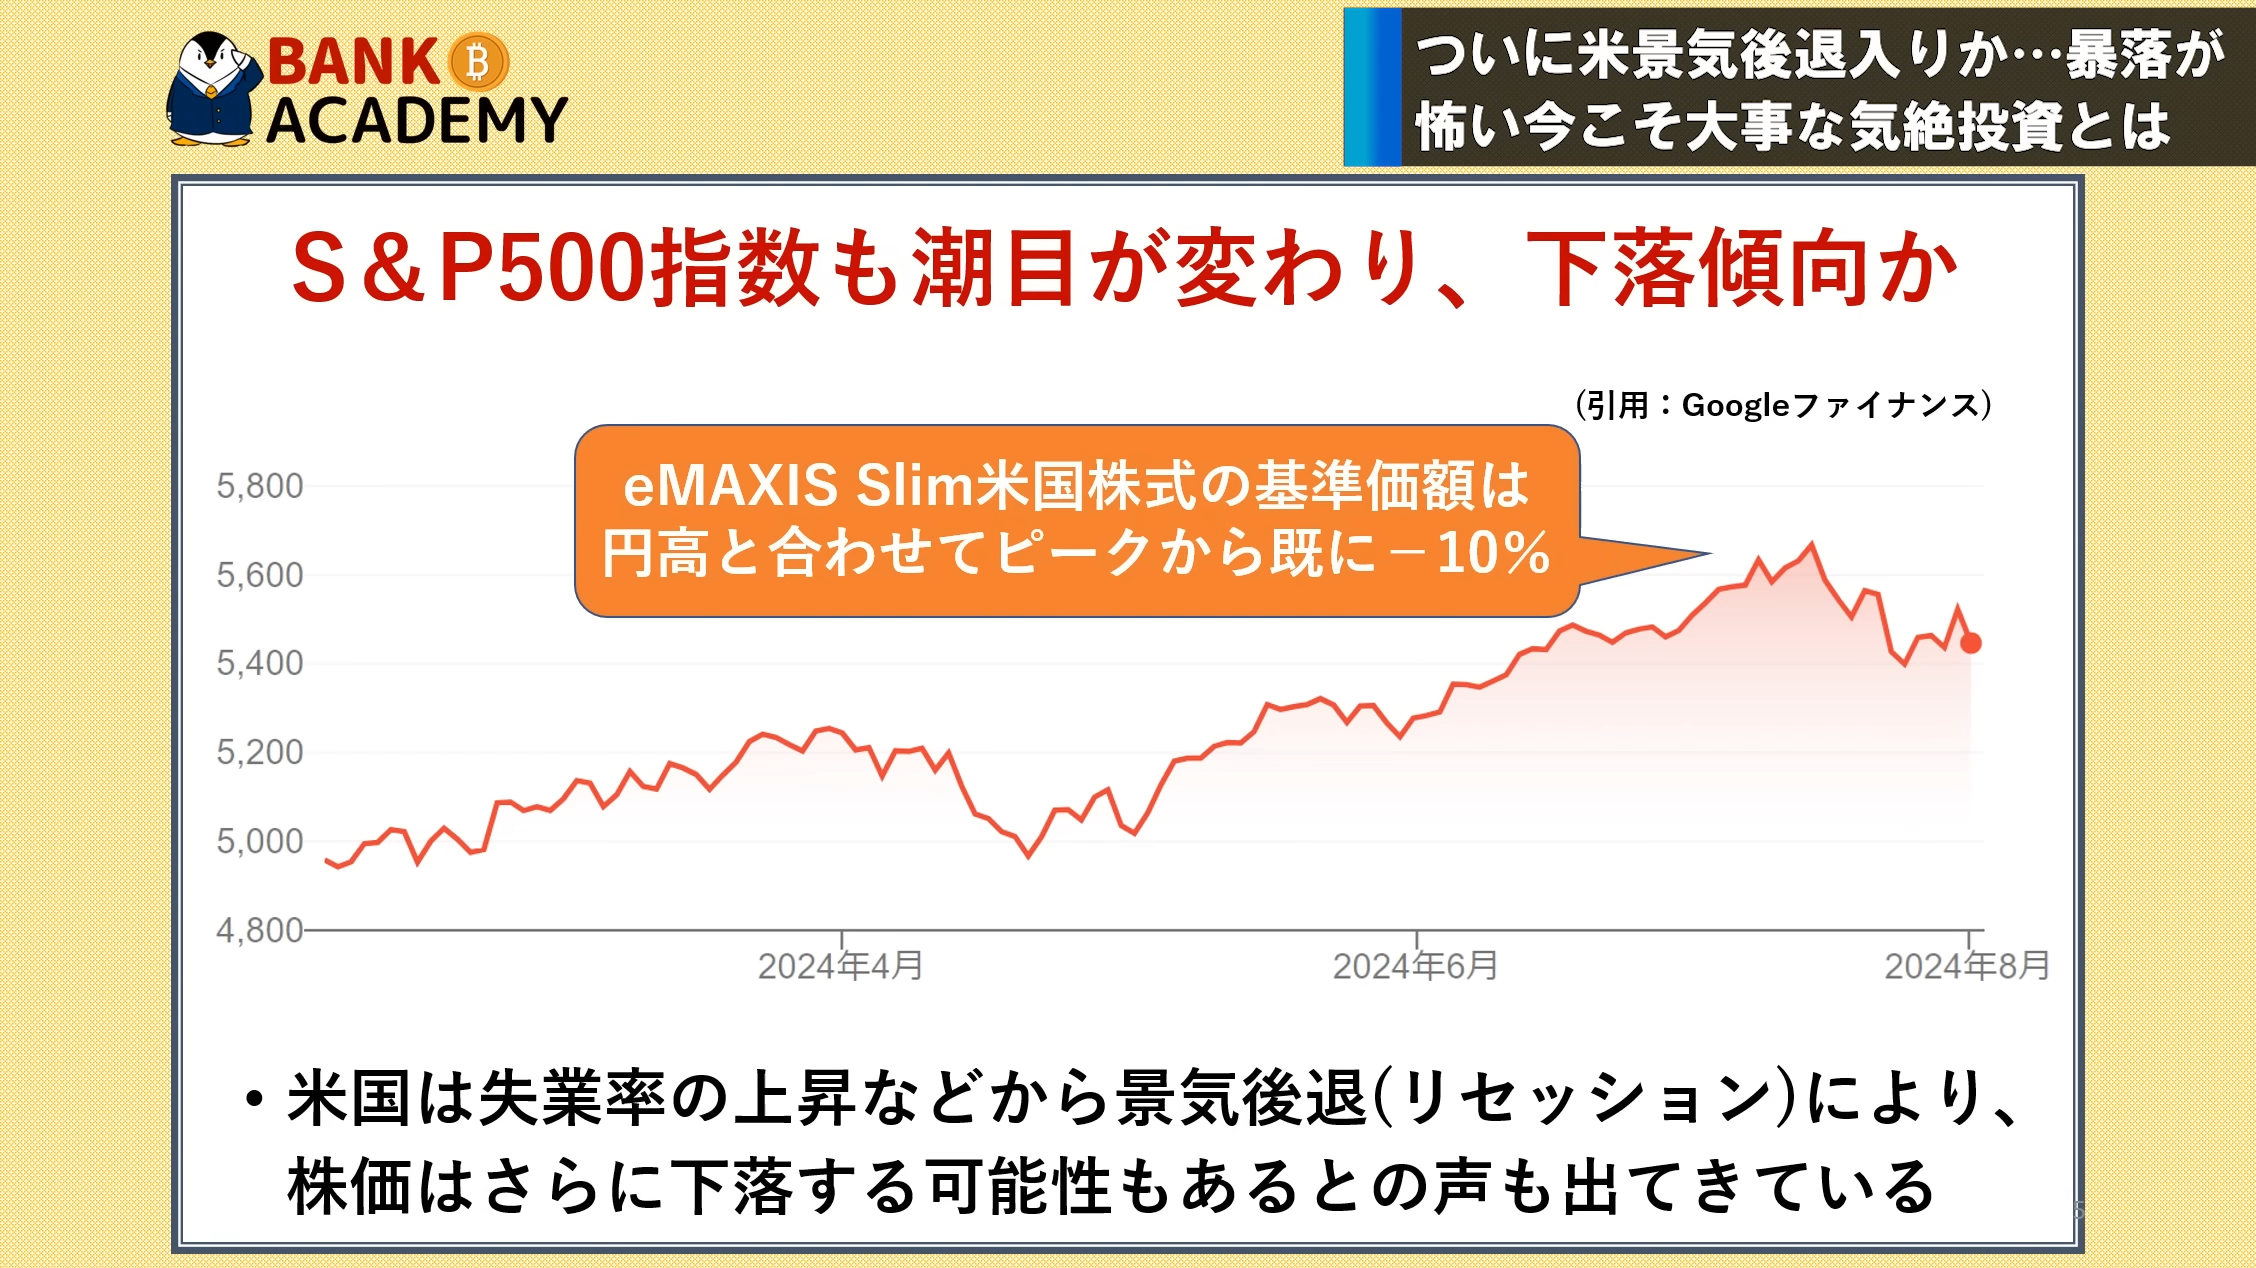 BANK
ACADEMY
ついに米景気後退入りか…暴落が
怖い今こそ大事な気絶投資とは
S&P500指数も潮目が変わり、下落傾向か
(引用：Googleファイナンス)
eMAXIS Slim米国株式の基準価額は
円高と合わせてピークから既に－10%
5,800
5,600
5,400
5,200
5,000
4,800
2024年4月
2024年6月
2024年8月
・米国は失業率の上昇などから景気後退(リセッション)により、
株価はさらに下落する可能性もあるとの声も出てきている
5